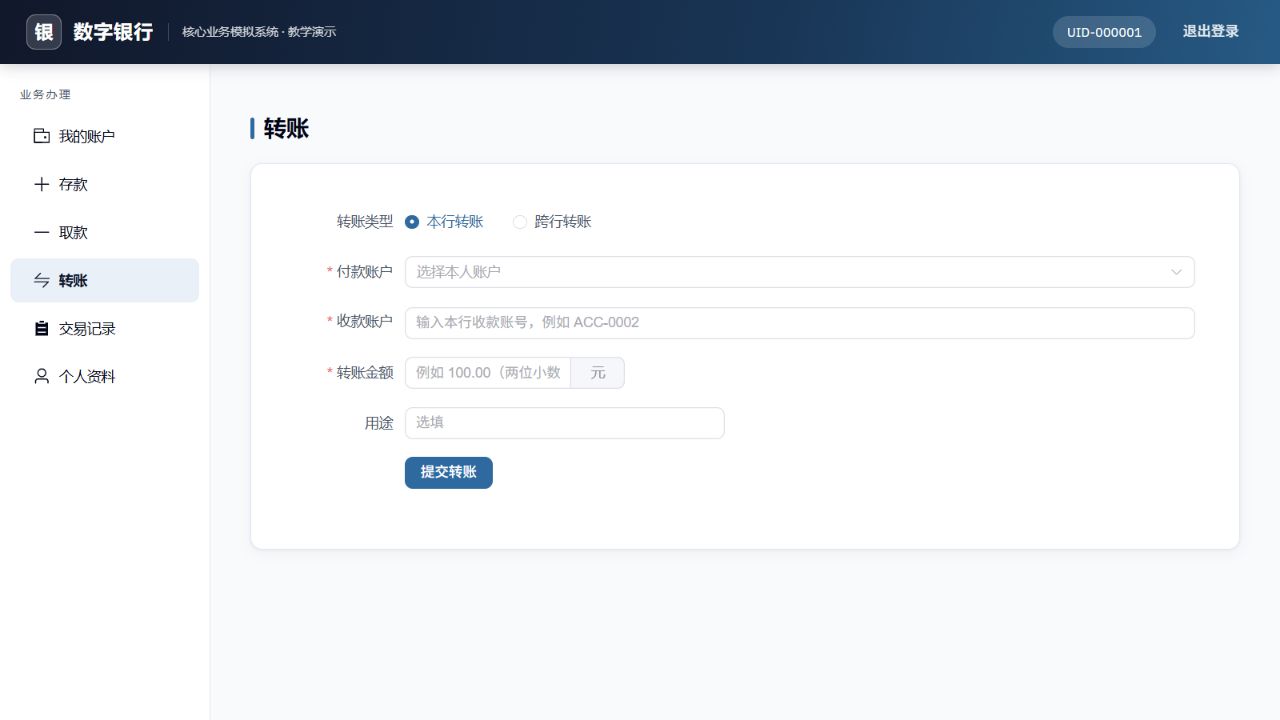 银 数字银行 核心业务模拟系统 · 教学演示 UID-000001 退出登录
业务办理
我的账户
存款
取款
转账
交易记录
个人资料
转账
转账类型 本行转账 跨行转账
* 付款账户 选择本人账户
* 收款账户 输入本行收款账号，例如 ACC-0002
* 转账金额 例如 100.00（两位小数 元
用途 选填
提交转账